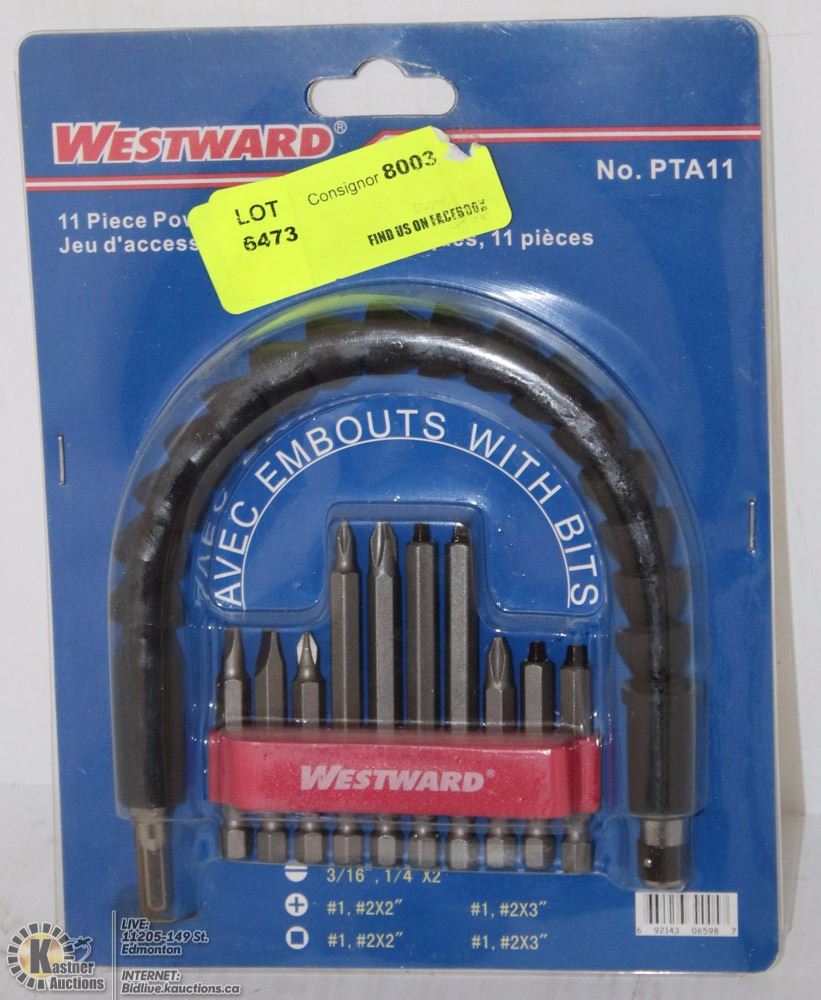 WESTWARD®
No. PTA11
LOT
6473
Consignor 8003
FIND US ON FACEBOOK
11 Piece
Jeu d'access
11 pièces
AVEC EMBOUTS WITH BITS
WESTWARD®
3/16", 1/4 X2"
#1, #2X2" #1, #2X3"
#1, #2X2" #1, #2X3"
6 92143 06598 7
Kastner
Auctions
LIVE:
11205-149 St.
Edmonton
INTERNET:
Bidlive.kauctions.ca